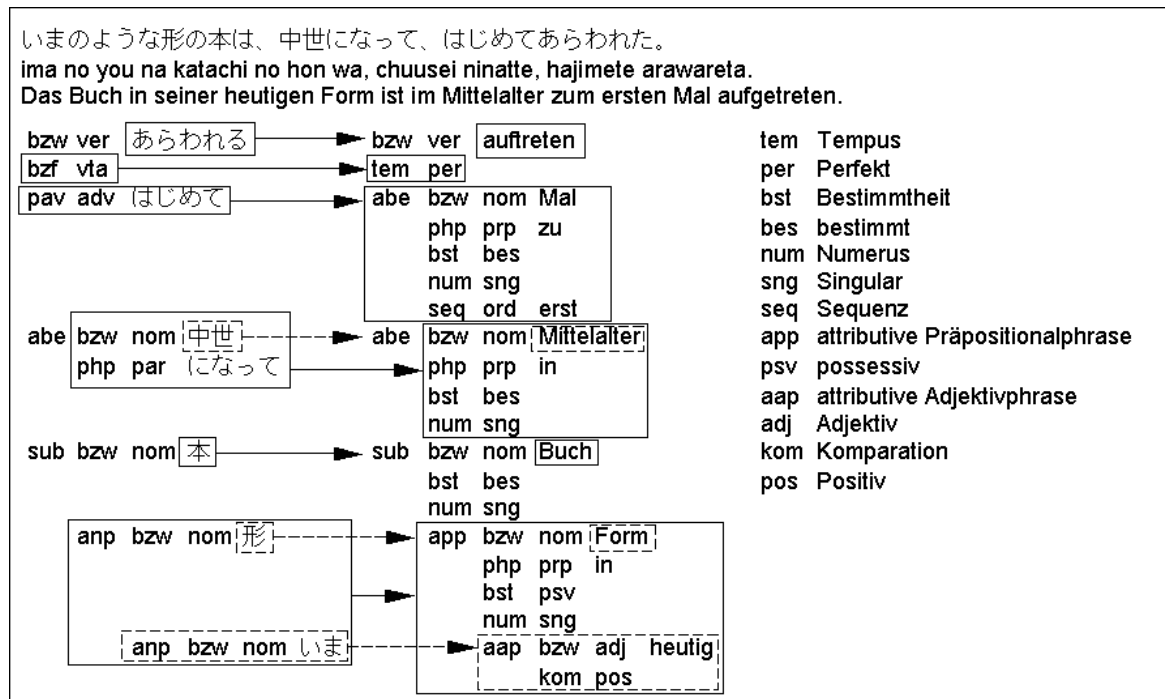 いまのような形の本は、中世になって、はじめてあらわれた。
ima no you na katachi no hon wa, chuusei ninatte, hajimete arawareta.
Das Buch in seiner heutigen Form ist im Mittelalter zum ersten Mal aufgetreten.
bzw ver あらわれる bzw ver auftreten tem Tempus
bzf vta tem per per Perfekt
pav adv はじめて abe bzw nom Mal bst Bestimmtheit
php prp zu bes bestimmt
bst bes num Numerus
num sng sng Singular
seq ord erst seq Sequenz
abe bzw nom 中世 abe bzw nom Mittelalter app attributive Präpositionalphrase
php par になって php prp in psv possessiv
bst bes aap attributive Adjektivphrase
num sng adj Adjektiv
sub bzw nom 本 sub bzw nom Buch kom Komparation
bst bes pos Positiv
num sng
anp bzw nom 形 app bzw nom Form
php prp in
bst psv
num sng
anp bzw nom いま aap bzw adj heutig
kom pos